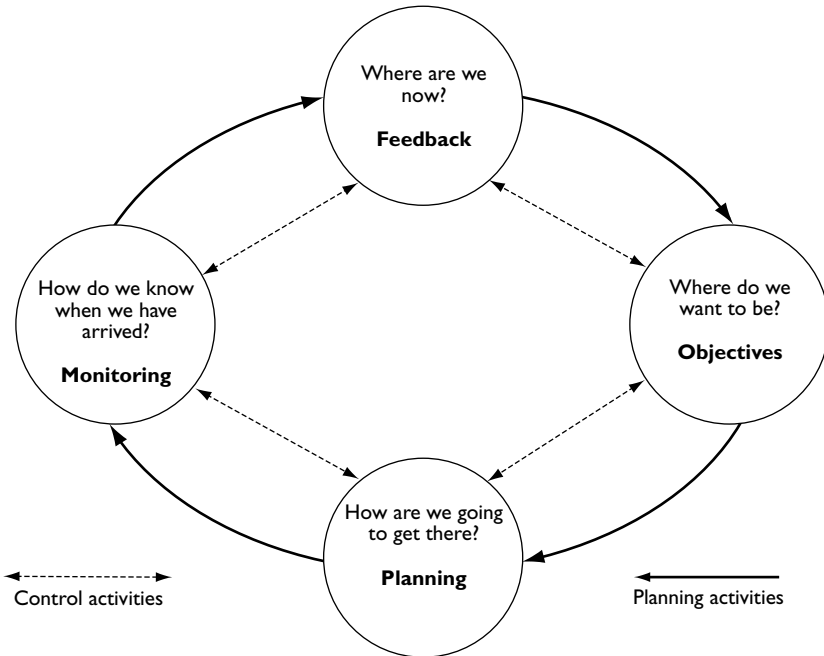 Where are we
now?
Feedback
Where do we
want to be?
Objectives
How do we know
when we have
arrived?
Monitoring
How are we going
to get there?
Planning
Control activities
Planning activities